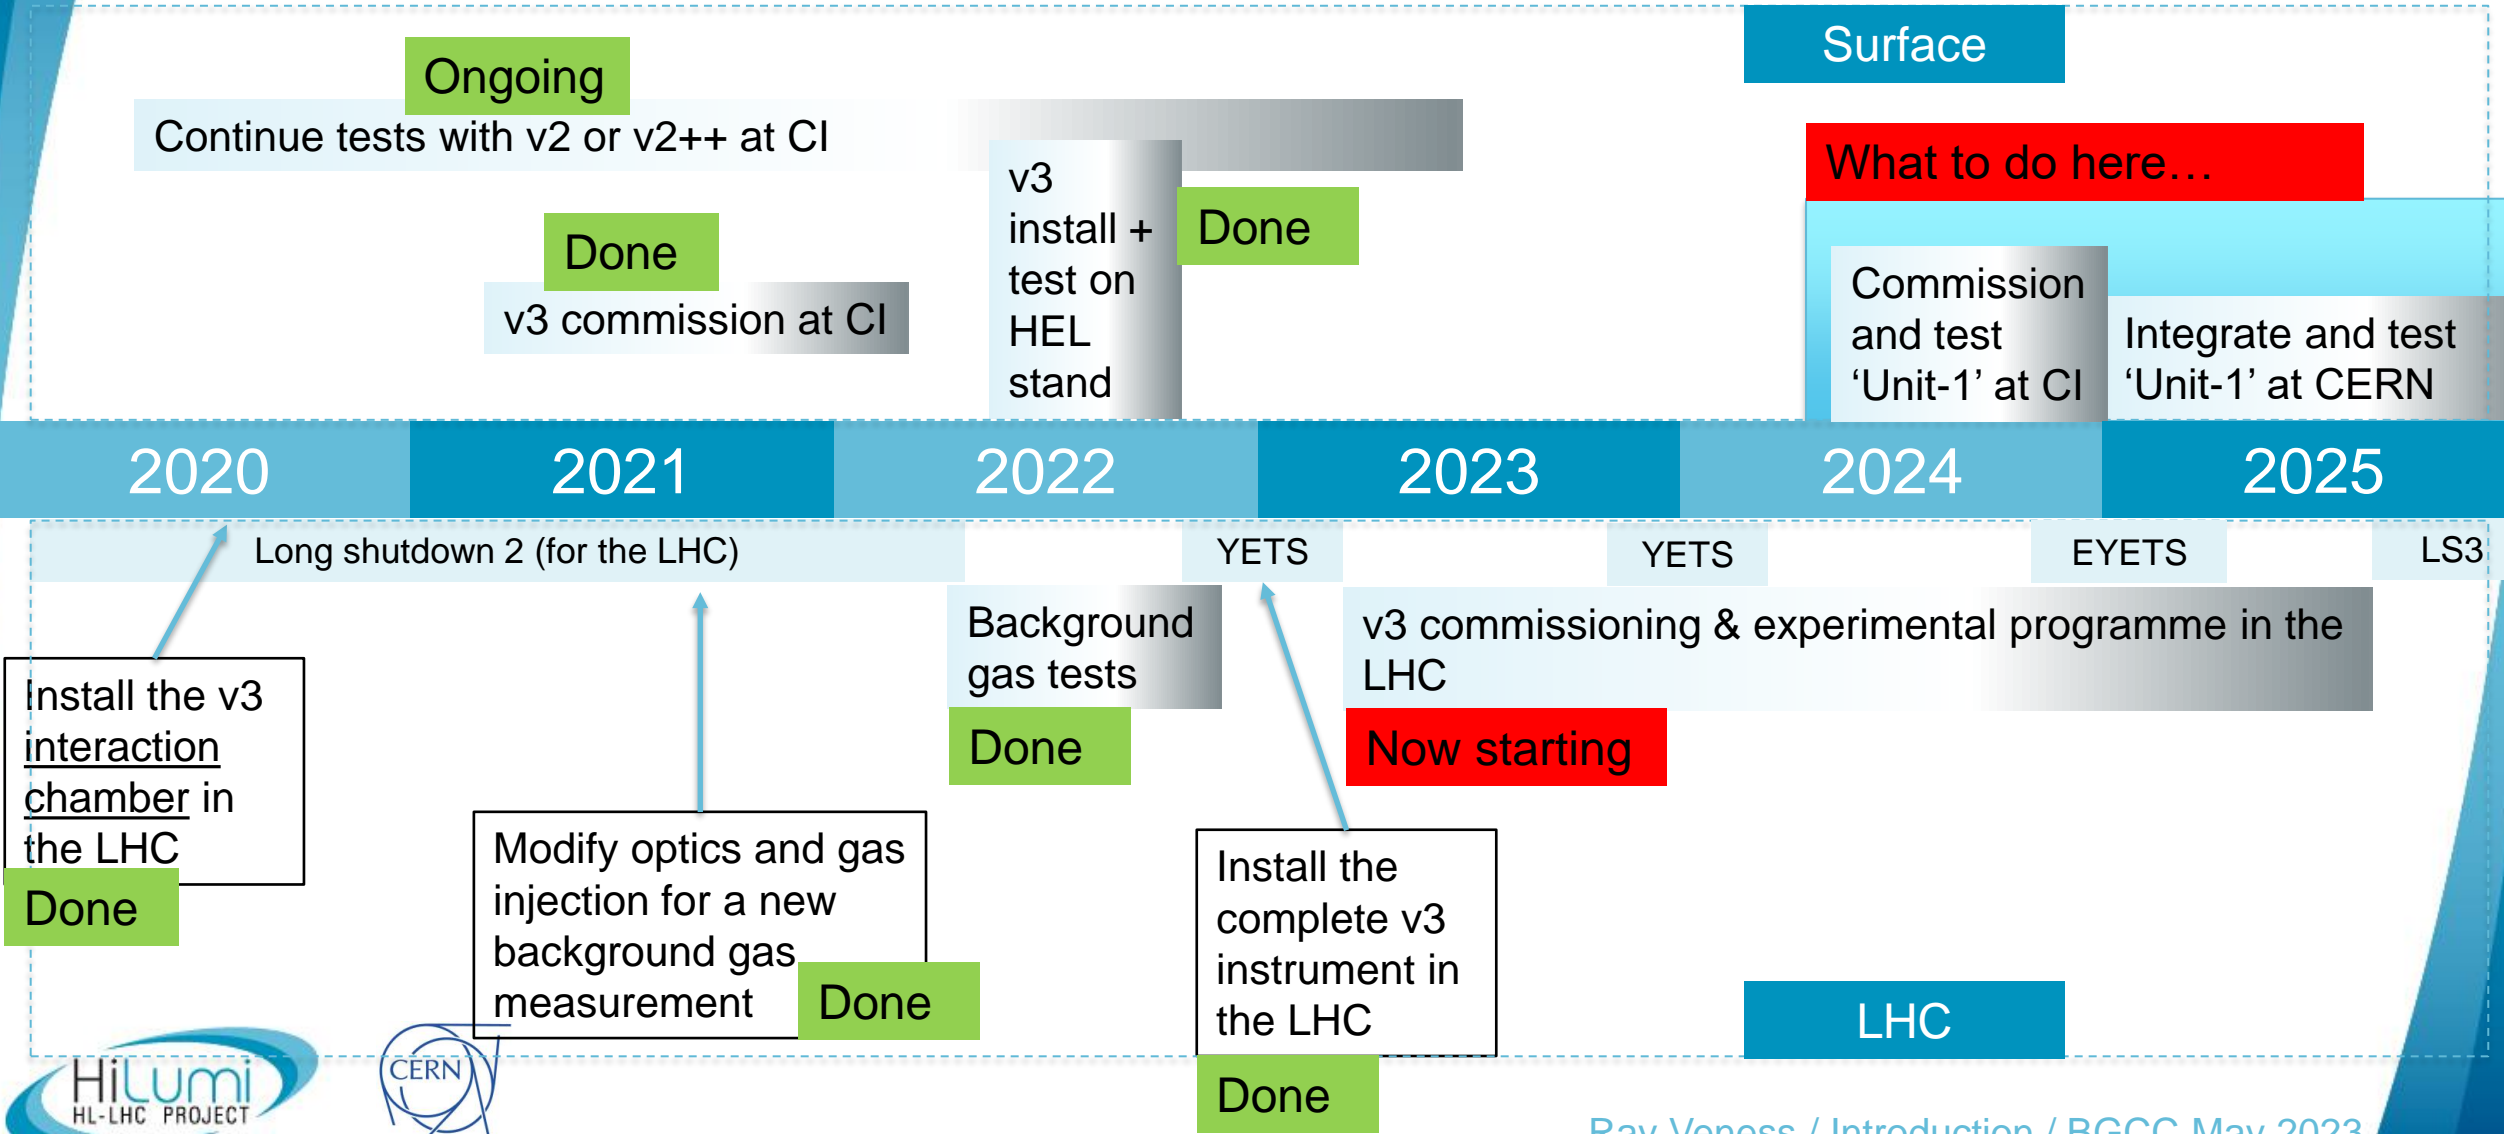 Surface
Ongoing
Continue tests with v2 or v2++ at CI
What to do here…
v3
install +
test on
HEL
stand
Done
Done
v3 commission at CI
Commission
and test
‘Unit-1’ at CI
Integrate and test
‘Unit-1’ at CERN
2020
2021
2022
2023
2024
2025
Long shutdown 2 (for the LHC)
YETS
YETS
EYETS
LS3
Background
gas tests
Done
v3 commissioning & experimental programme in the
LHC
Now starting
Install the v3
interaction
chamber in
the LHC
Done
Modify optics and gas
injection for a new
background gas
measurement
Done
Install the
complete v3
instrument in
the LHC
Done
LHC
HiLumi
HL-LHC PROJECT
CERN
Ray Veness / Introduction / BGCC May 2023